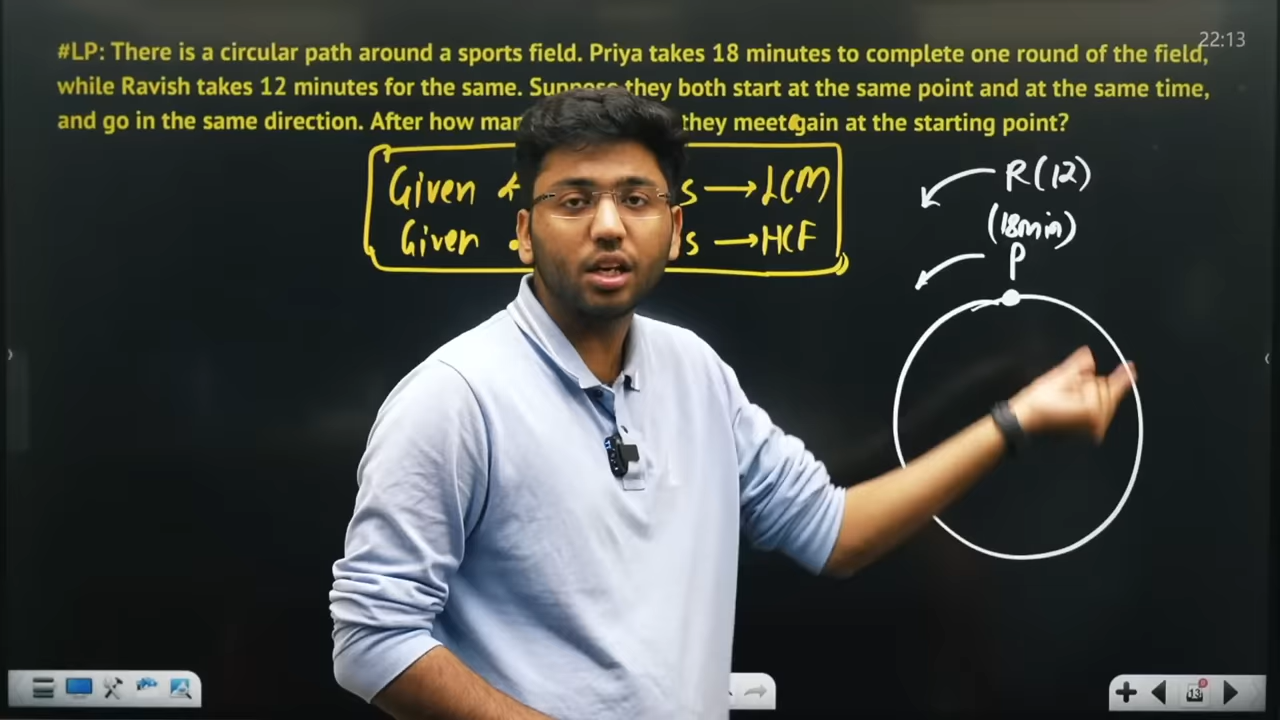 22:13
#LP: There is a circular path around a sports field. Priya takes 18 minutes to complete one round of the field,
while Ravish takes 12 minutes for the same. Suppose they both start at the same point and at the same time,
and go in the same direction. After how they meet again at the starting point?
Given s → LCM
Given s → HCF
R(12)
(18min)
P
13